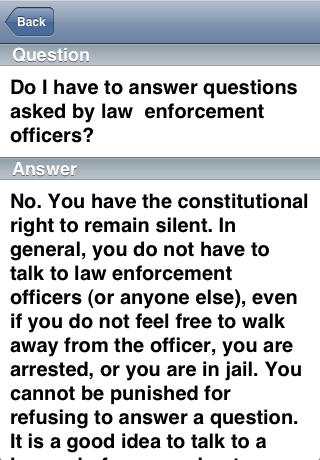 Back
Question
Do I have to answer questions
asked by law  enforcement
officers?
Answer
No. You have the constitutional
right to remain silent. In
general, you do not have to
talk to law enforcement
officers (or anyone else), even
if you do not feel free to walk
away from the officer, you are
arrested, or you are in jail. You
cannot be punished for
refusing to answer a question.
It is a good idea to talk to a